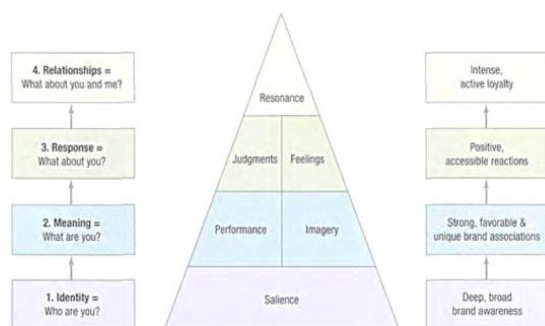 4. Relationships =
What about you and me?
3. Response =
What about you?
2. Meaning =
What are you?
1. Identity =
Who are you?
Resonance
Judgments
Feelings
Performance
Imagery
Salience
Intense,
active loyalty
Positive,
accessible reactions
Strong, favorable &
unique brand associations
Deep, broad
brand awareness